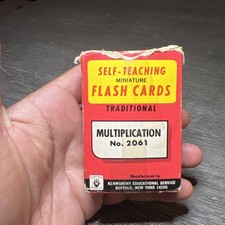 SELF-TEACHING
MINIATURE
FLASH CARDS
TRADITIONAL
MULTIPLICATION
No. 2061
Manufactured by
KENWORTHY EDUCATIONAL SERVICE
BUFFALO, NEW YORK 14205